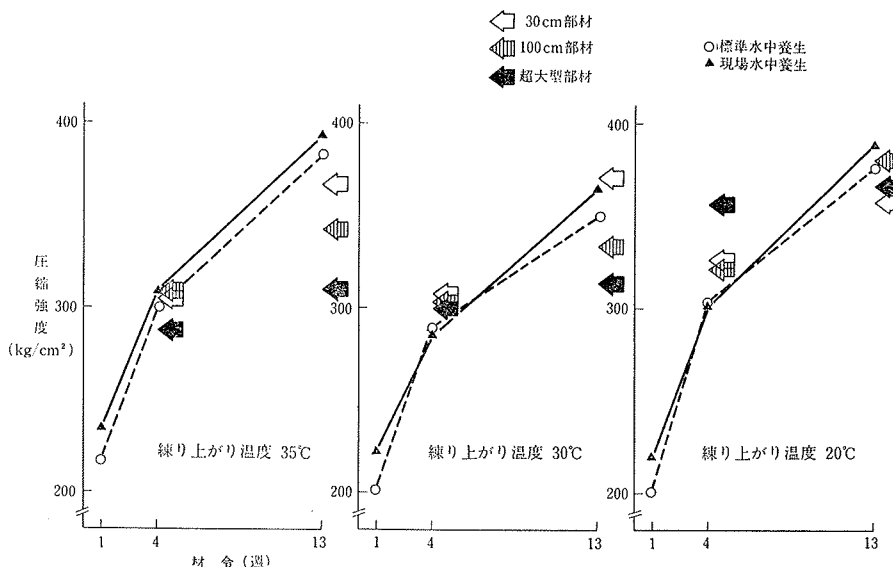 30cm部材
100cm部材
超大型部材
標準水中養生
現場水中養生
400
300
200
圧縮強度
(kg/cm²)
練り上がり温度 35℃
1
4
13
材令(週)
400
300
200
練り上がり温度 30℃
1
4
13
400
300
200
練り上がり温度 20℃
1
4
13